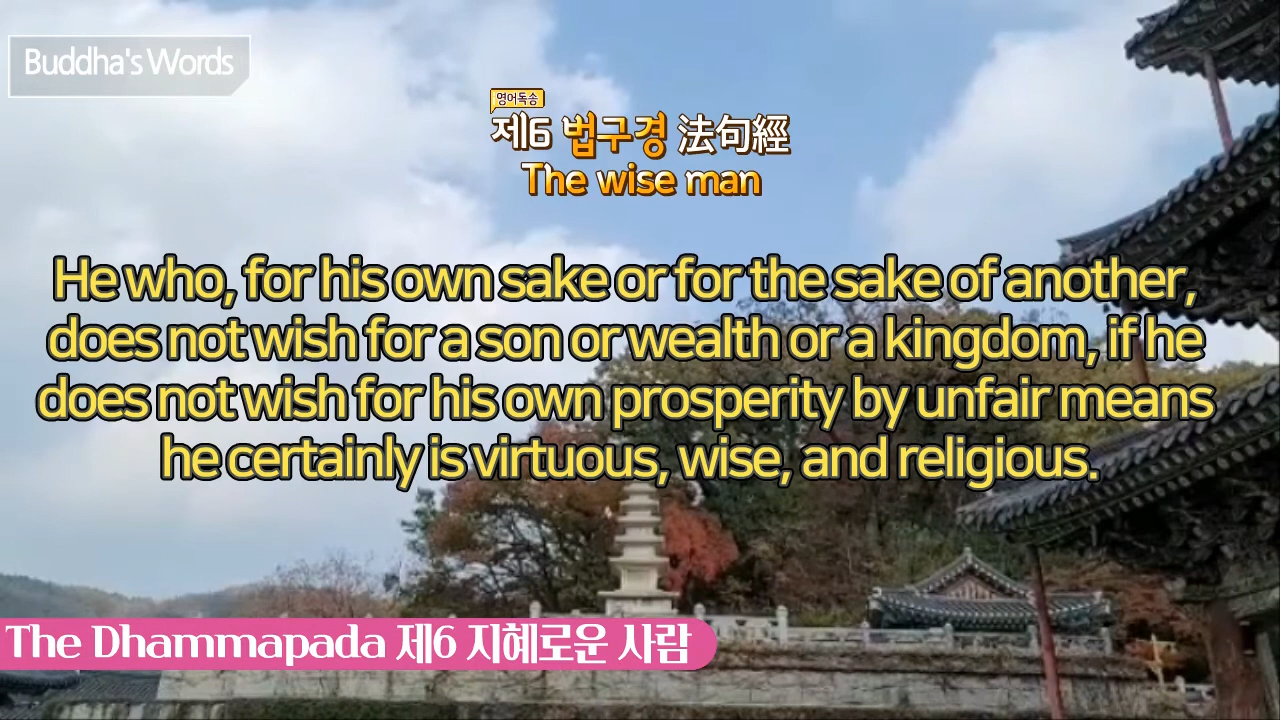 Buddha's Words
영어독송
제6 법구경 法句經
The wise man
He who, for his own sake or for the sake of another,
does not wish for a son or wealth or a kingdom, if he
does not wish for his own prosperity by unfair means
he certainly is virtuous, wise, and religious.
The Dhammapada 제6 지혜로운 사람